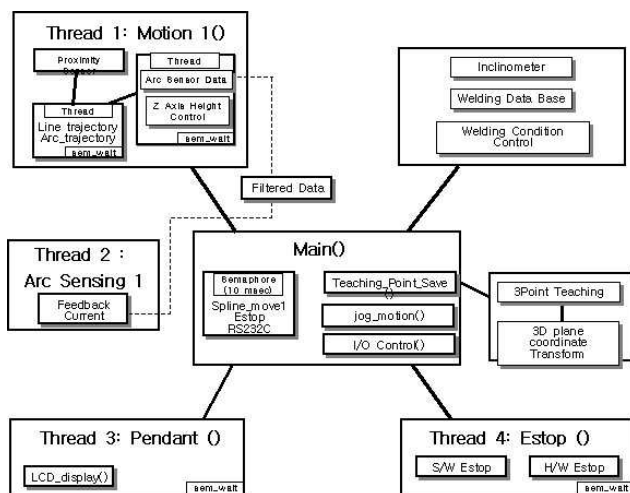 Thread 1: Motion 1()
Proximity
Sensor
Thread
Arc Sensor Data
Z Axis Height
Control
sem_wait
Thread
Line trajectory
Arc_trajectory
sem_wait
Inclinometer
Welding Data Base
Welding Condition
Control
Filtered Data
Thread 2 :
Arc Sensing 1
Feedback
Current
Main()
Semaphore
(10 msec)
Spline_move1
Estop
RS232C
Teaching_Point_Save
()
jog_motion()
I/O Control()
3Point Teaching
3D plane
coordinate
Transform
Thread 3: Pendant ()
LCD_display()
sem_wait
Thread 4: Estop ()
S/W Estop
H/W Estop
sem_wait